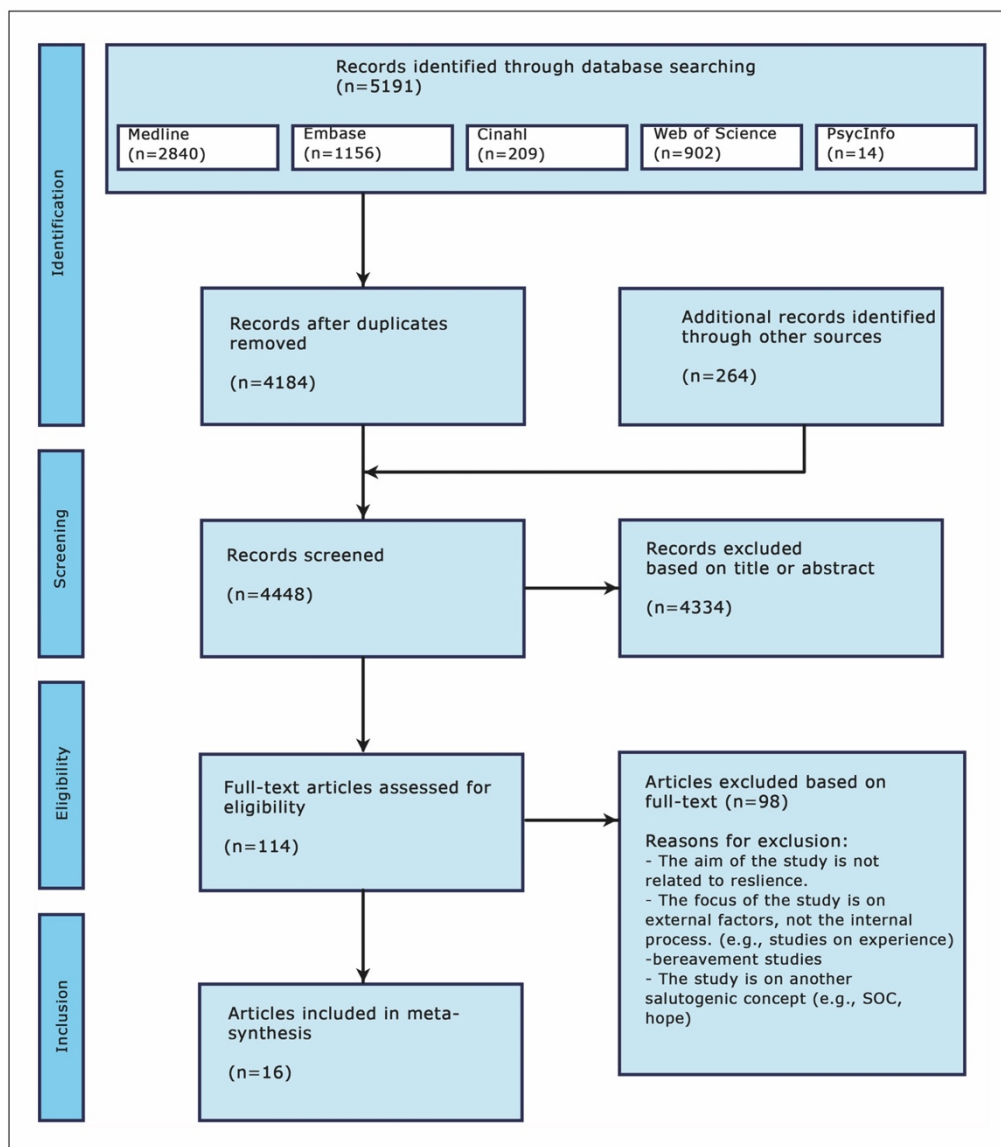 Identification
Records identified through database searching
(n=5191)
Medline
(n=2840)
Embase
(n=1156)
Cinahl
(n=209)
Web of Science
(n=902)
PsycInfo
(n=14)
Records after duplicates
removed
(n=4184)
Additional records identified
through other sources
(n=264)
Screening
Records screened
(n=4448)
Records excluded
based on title or abstract
(n=4334)
Eligibility
Full-text articles assessed for
eligibility
(n=114)
Articles excluded based on
full-text (n=98)
Reasons for exclusion:
- The aim of the study is not
related to reslience.
- The focus of the study is on
external factors, not the internal
process. (e.g., studies on experience)
-bereavement studies
- The study is on another
salutogenic concept (e.g., SOC,
hope)
Inclusion
Articles included in meta-
synthesis
(n=16)